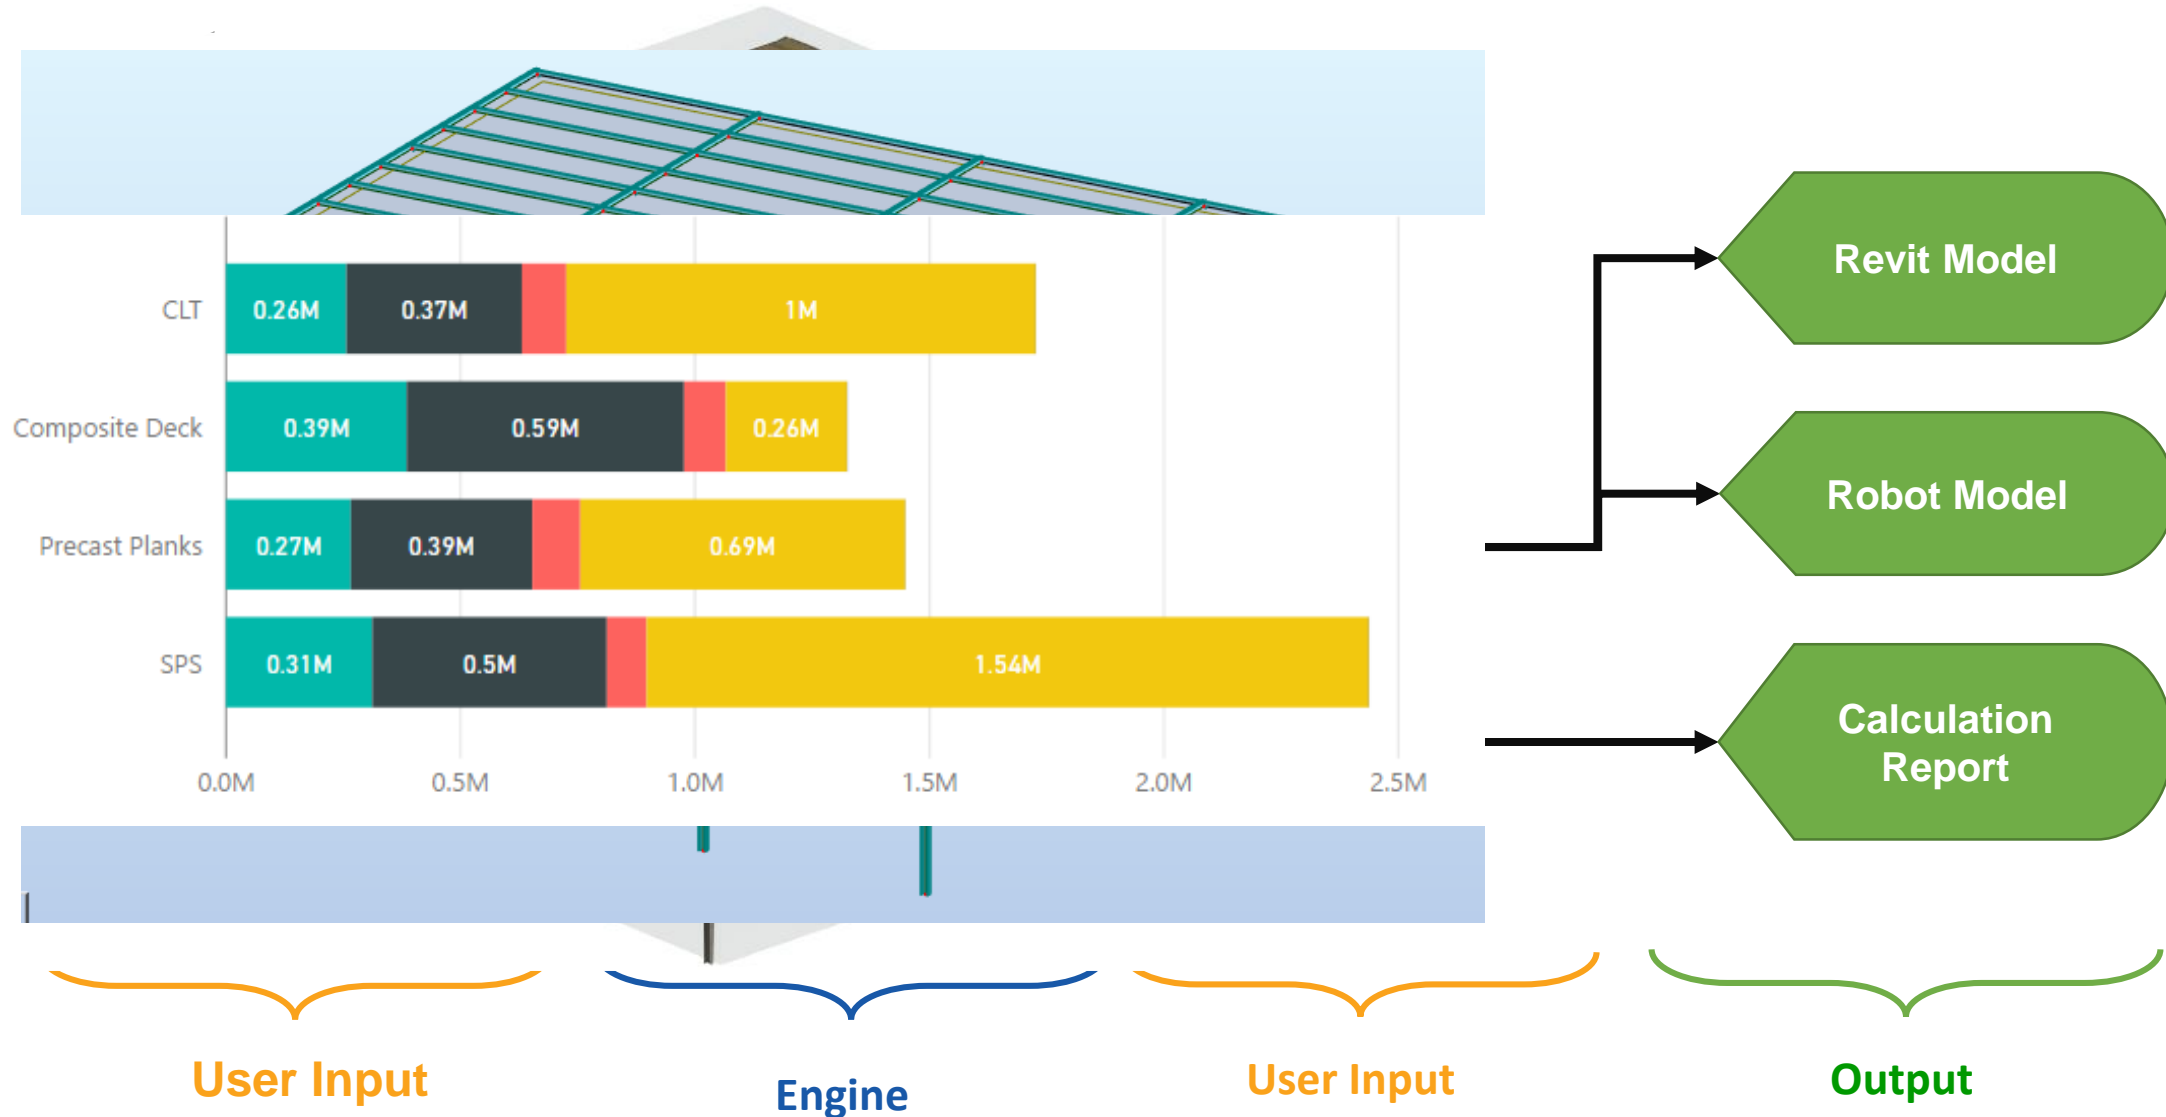 CLT
0.26M
0.37M
1M
Composite Deck
0.39M
0.59M
0.26M
Precast Planks
0.27M
0.39M
0.69M
SPS
0.31M
0.5M
1.54M
0.0M
0.5M
1.0M
1.5M
2.0M
2.5M
Revit Model
Robot Model
Calculation
Report
User Input
Engine
User Input
Output